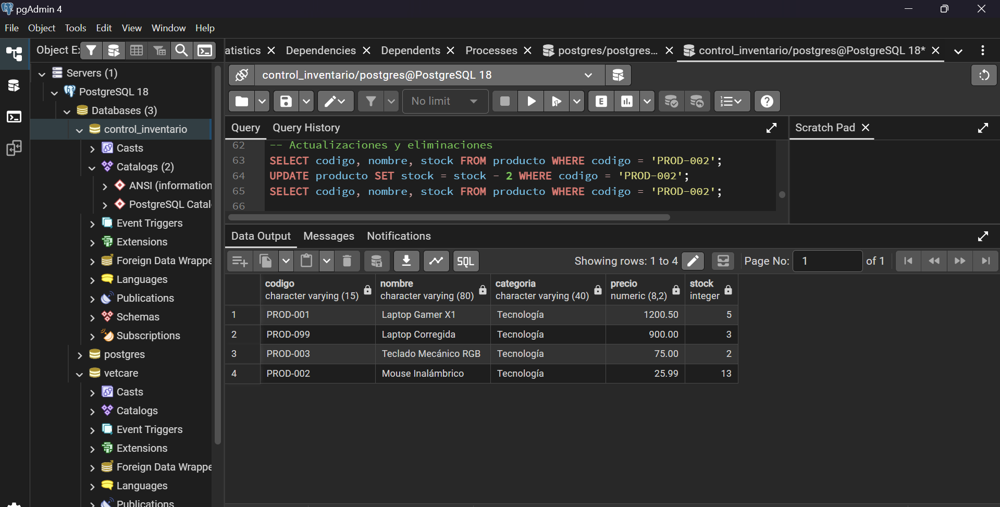 pgAdmin 4
File Object Tools Edit View Window Help
Object Ex
atistics Dependencies Dependents Processes postgres/postgres... control_inventario/postgres@PostgreSQL 18*
Servers (1)
PostgreSQL 18
Databases (3)
control_inventario
Casts
Catalogs (2)
ANSI (information
PostgreSQL Catal
Event Triggers
Extensions
Foreign Data Wrappe
Languages
Publications
Schemas
Subscriptions
postgres
vetcare
Casts
Catalogs
Event Triggers
Extensions
Foreign Data Wrappe
Languages
Publications
control_inventario/postgres@PostgreSQL 18
No limit
E
Query Query History
Scratch Pad
62 -- Actualizaciones y eliminaciones
63 SELECT codigo, nombre, stock FROM producto WHERE codigo = 'PROD-002';
64 UPDATE producto SET stock = stock - 2 WHERE codigo = 'PROD-002';
65 SELECT codigo, nombre, stock FROM producto WHERE codigo = 'PROD-002';
66
Data Output Messages Notifications
SQL Showing rows: 1 to 4 Page No: 1 of 1
codigo nombre categoria precio stock
character varying (15) character varying (80) character varying (40) numeric (8,2) integer
1 PROD-001 Laptop Gamer X1 Tecnología 1200.50 5
2 PROD-099 Laptop Corregida Tecnología 900.00 3
3 PROD-003 Teclado Mecánico RGB Tecnología 75.00 2
4 PROD-002 Mouse Inalámbrico Tecnología 25.99 13